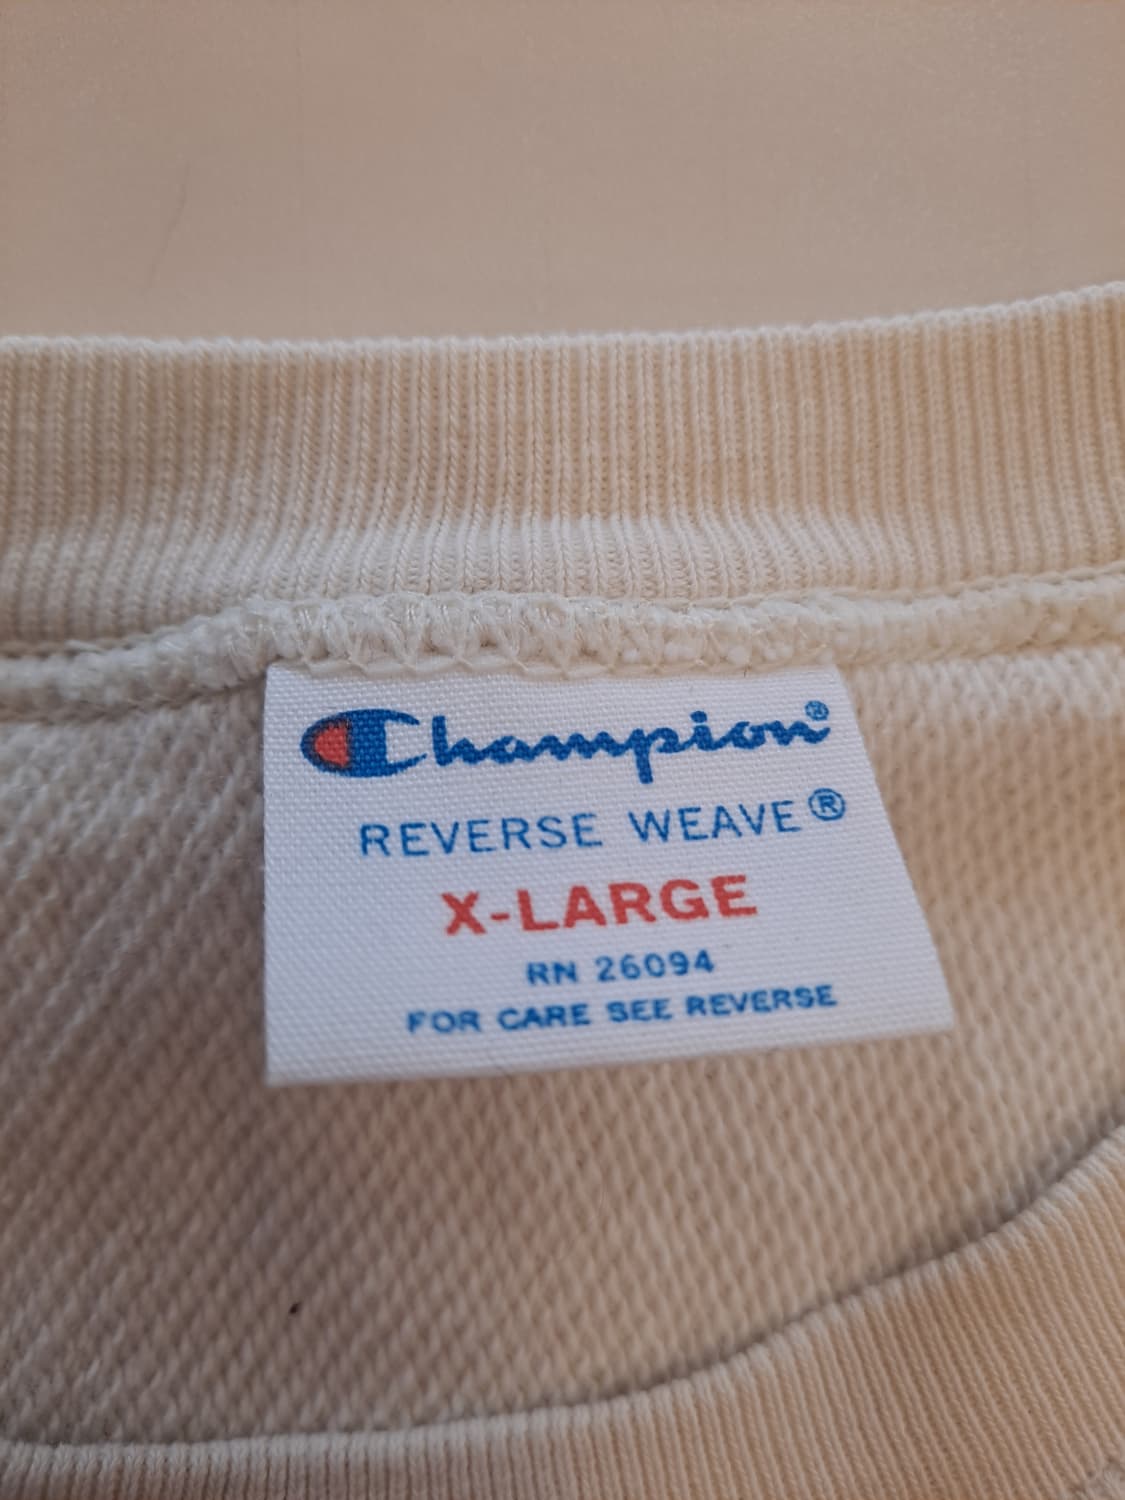 Champion®
REVERSE WEAVE®
X-LARGE
RN 26094
FOR CARE SEE REVERSE